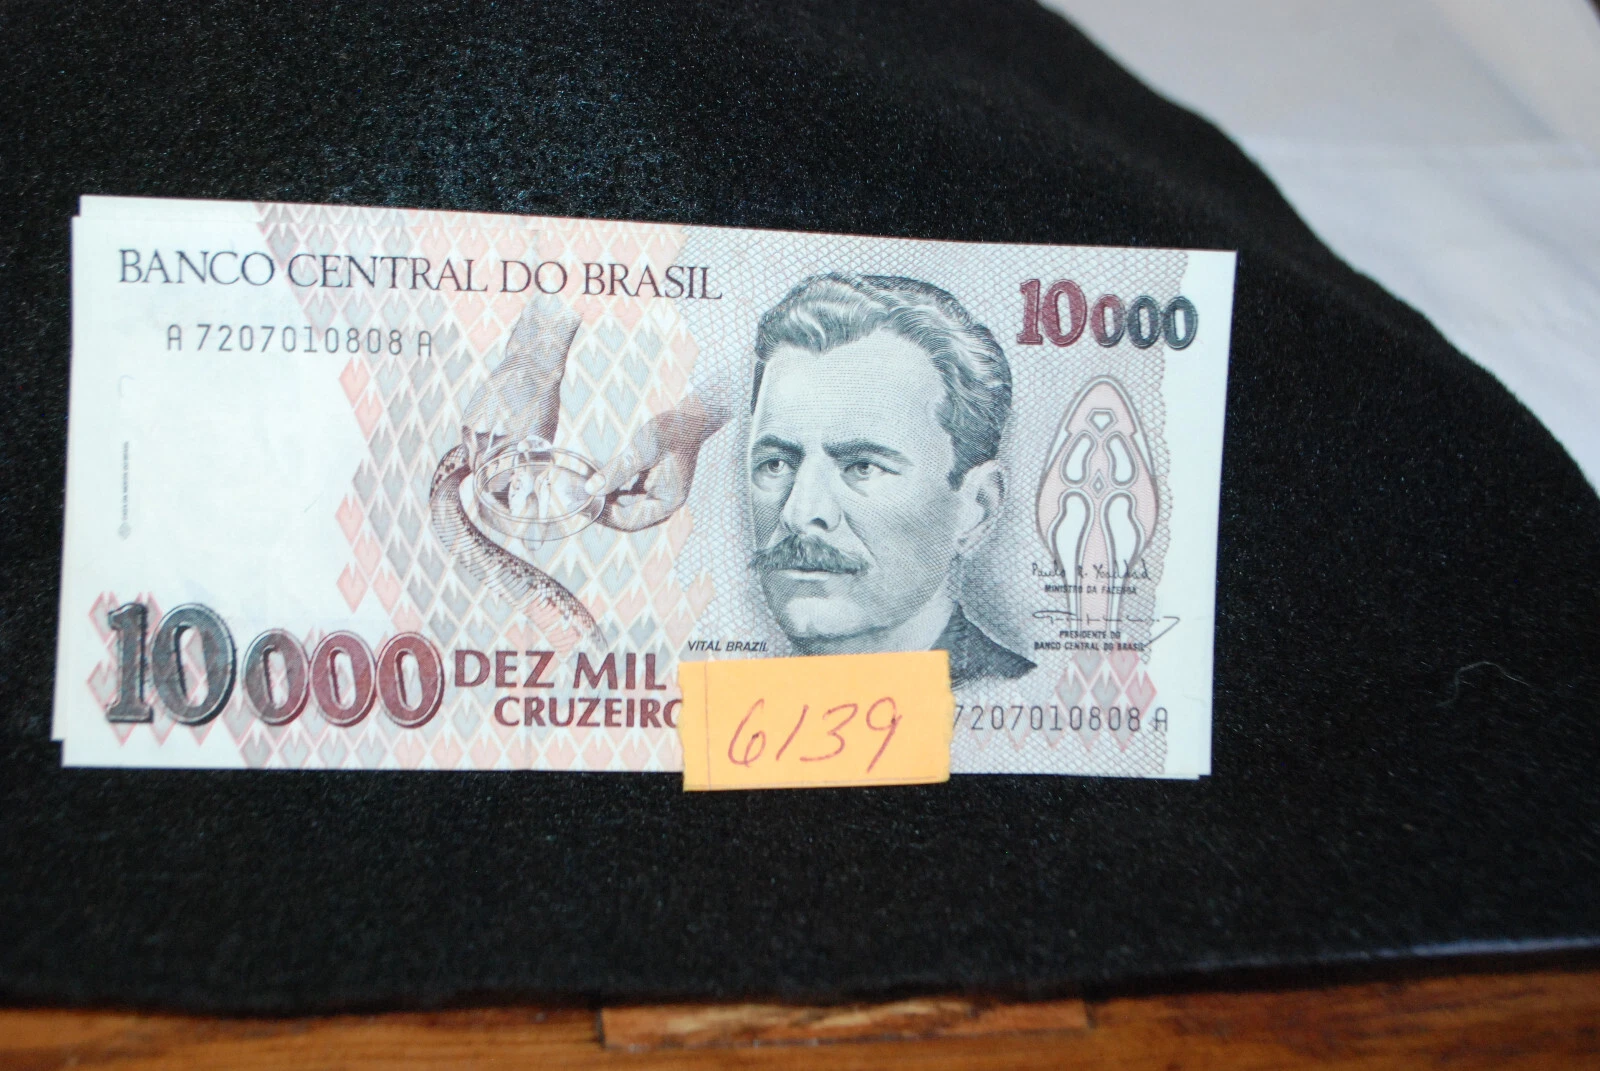 BANCO CENTRAL DO BRASIL
A 7207010808 A
10000
MINISTRO DA FAZENDA
PRESIDENTE DO
BANCO CENTRAL DO BRASIL
VITAL BRAZIL
10000
DEZ MIL
CRUZEIRO
6139
7207010808 A